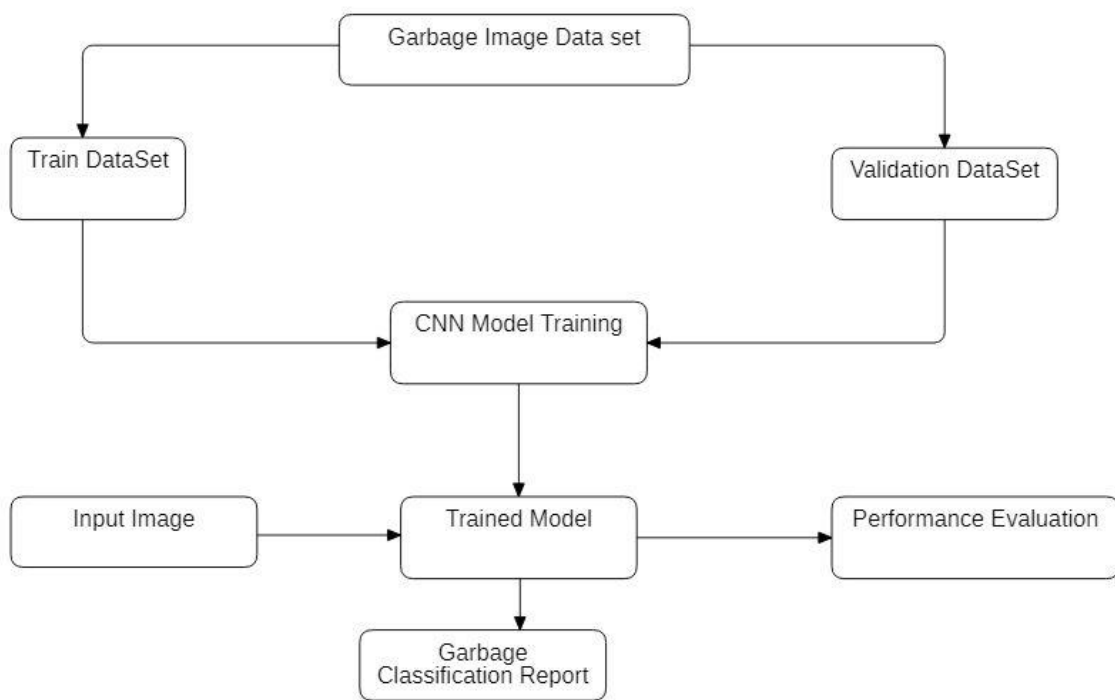 Garbage Image Data set
Train DataSet
Validation DataSet
CNN Model Training
Input Image
Trained Model
Performance Evaluation
Garbage
Classification Report